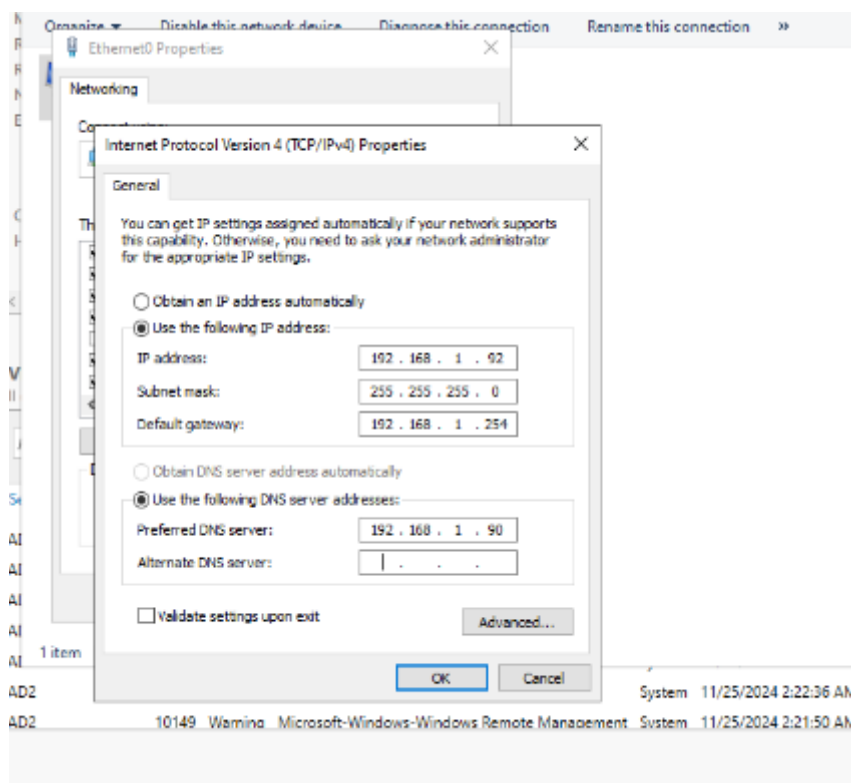 Organize Disable this network device Diagnose this connection Rename this connection »
Ethernet0 Properties
Networking
Internet Protocol Version 4 (TCP/IPv4) Properties
General
Th
You can get IP settings assigned automatically if your network supports
this capability. Otherwise, you need to ask your network administrator
for the appropriate IP settings.
Obtain an IP address automatically
Use the following IP address:
IP address: 192 . 168 . 1 . 92
Subnet mask: 255 . 255 . 255 . 0
Default gateway: 192 . 168 . 1 . 254
Obtain DNS server address automatically
Use the following DNS server addresses:
Preferred DNS server: 192 . 168 . 1 . 90
Alternate DNS server: . . .
Validate settings upon exit
Advanced...
1 item
OK Cancel
System 11/25/2024 2:22:36 AM
AD2
AD2 10149 Warning Microsoft-Windows-Windows Remote Management System 11/25/2024 2:21:50 AM